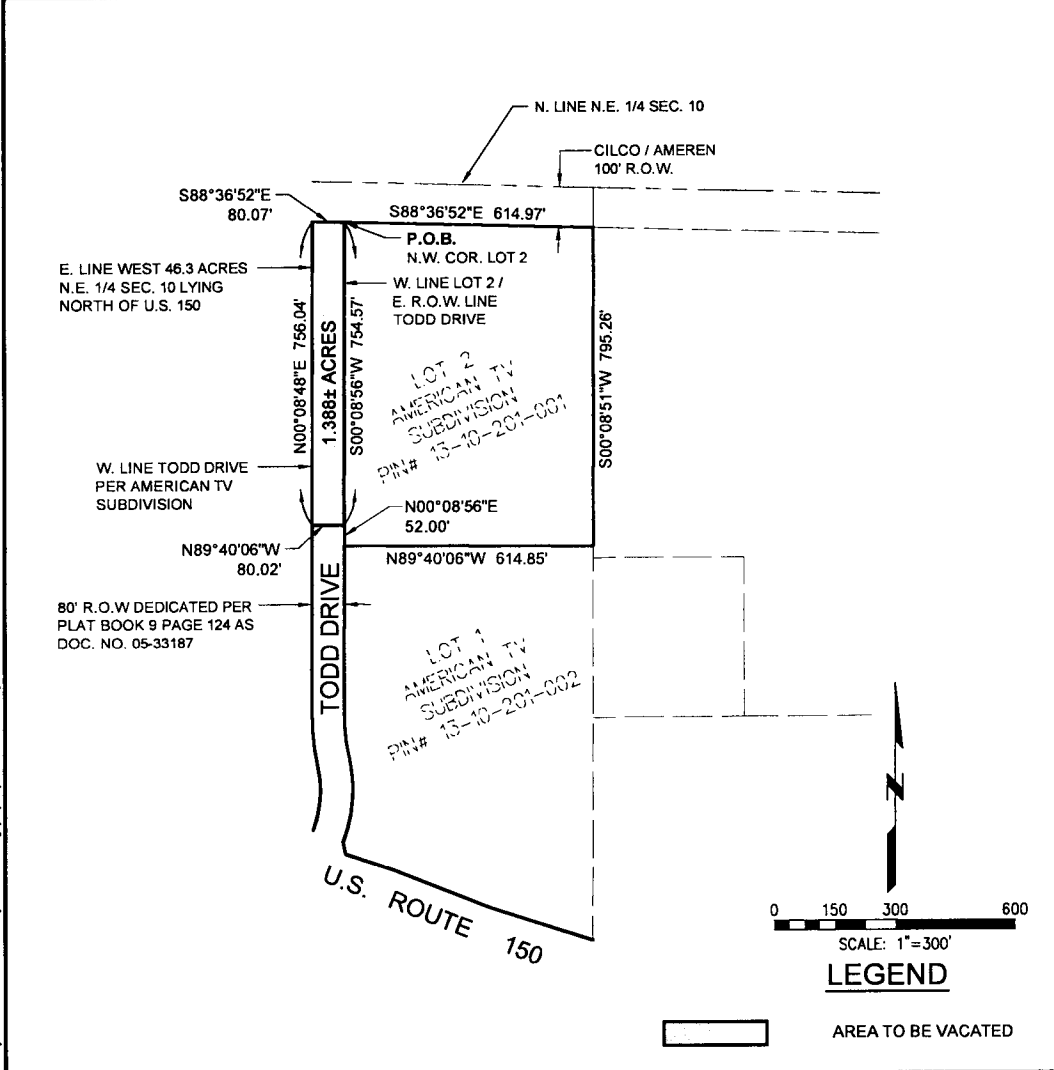 N. LINE N.E. 1/4 SEC. 10
CILCO / AMEREN
100' R.O.W.
S88°36'52"E
80.07'
S88°36'52"E 614.97'
P.O.B.
N.W. COR. LOT 2
E. LINE WEST 46.3 ACRES
N.E. 1/4 SEC. 10 LYING
NORTH OF U.S. 150
W. LINE LOT 2 /
E. R.O.W. LINE
TODD DRIVE
N00°08'48"E 756.04'
1.388± ACRES
S00°08'56"W 754.57'
LOT 2
AMERICAN TV
SUBDIVISION
PIN# 13-10-201-001
S00°08'51"W 795.26'
W. LINE TODD DRIVE
PER AMERICAN TV
SUBDIVISION
N00°08'56"E
52.00'
N89°40'06"W
80.02'
N89°40'06"W 614.85'
80' R.O.W DEDICATED PER
PLAT BOOK 9 PAGE 124 AS
DOC. NO. 05-33187
TODD DRIVE
LOT 1
AMERICAN TV
SUBDIVISION
PIN# 13-10-201-002
N
U.S. ROUTE 150
0 150 300 600
SCALE: 1"=300'
LEGEND
AREA TO BE VACATED